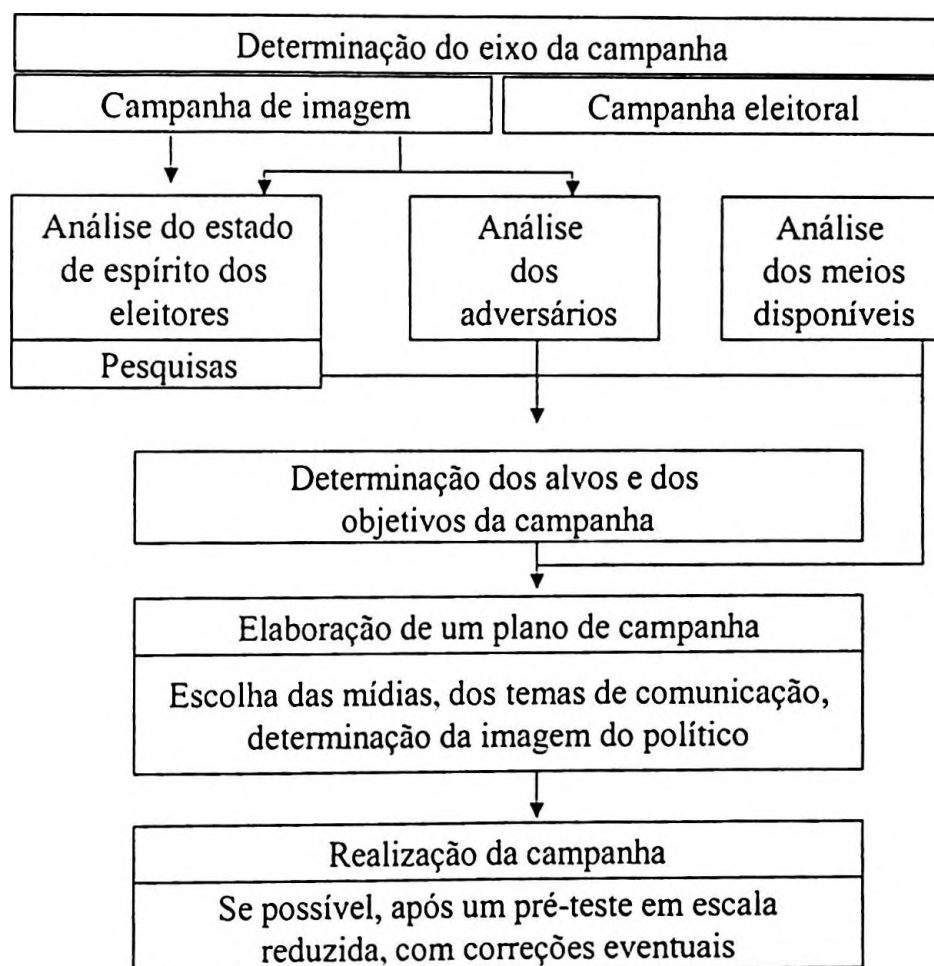 Determinação do eixo da campanha
Campanha de imagem
Campanha eleitoral
Análise do estado
de espírito dos
eleitores
Pesquisas
Análise
dos
adversários
Análise
dos meios
disponíveis
Determinação dos alvos e dos
objetivos da campanha
Elaboração de um plano de campanha
Escolha das mídias, dos temas de comunicação,
determinação da imagem do político
Realização da campanha
Se possível, após um pré-teste em escala
reduzida, com correções eventuais